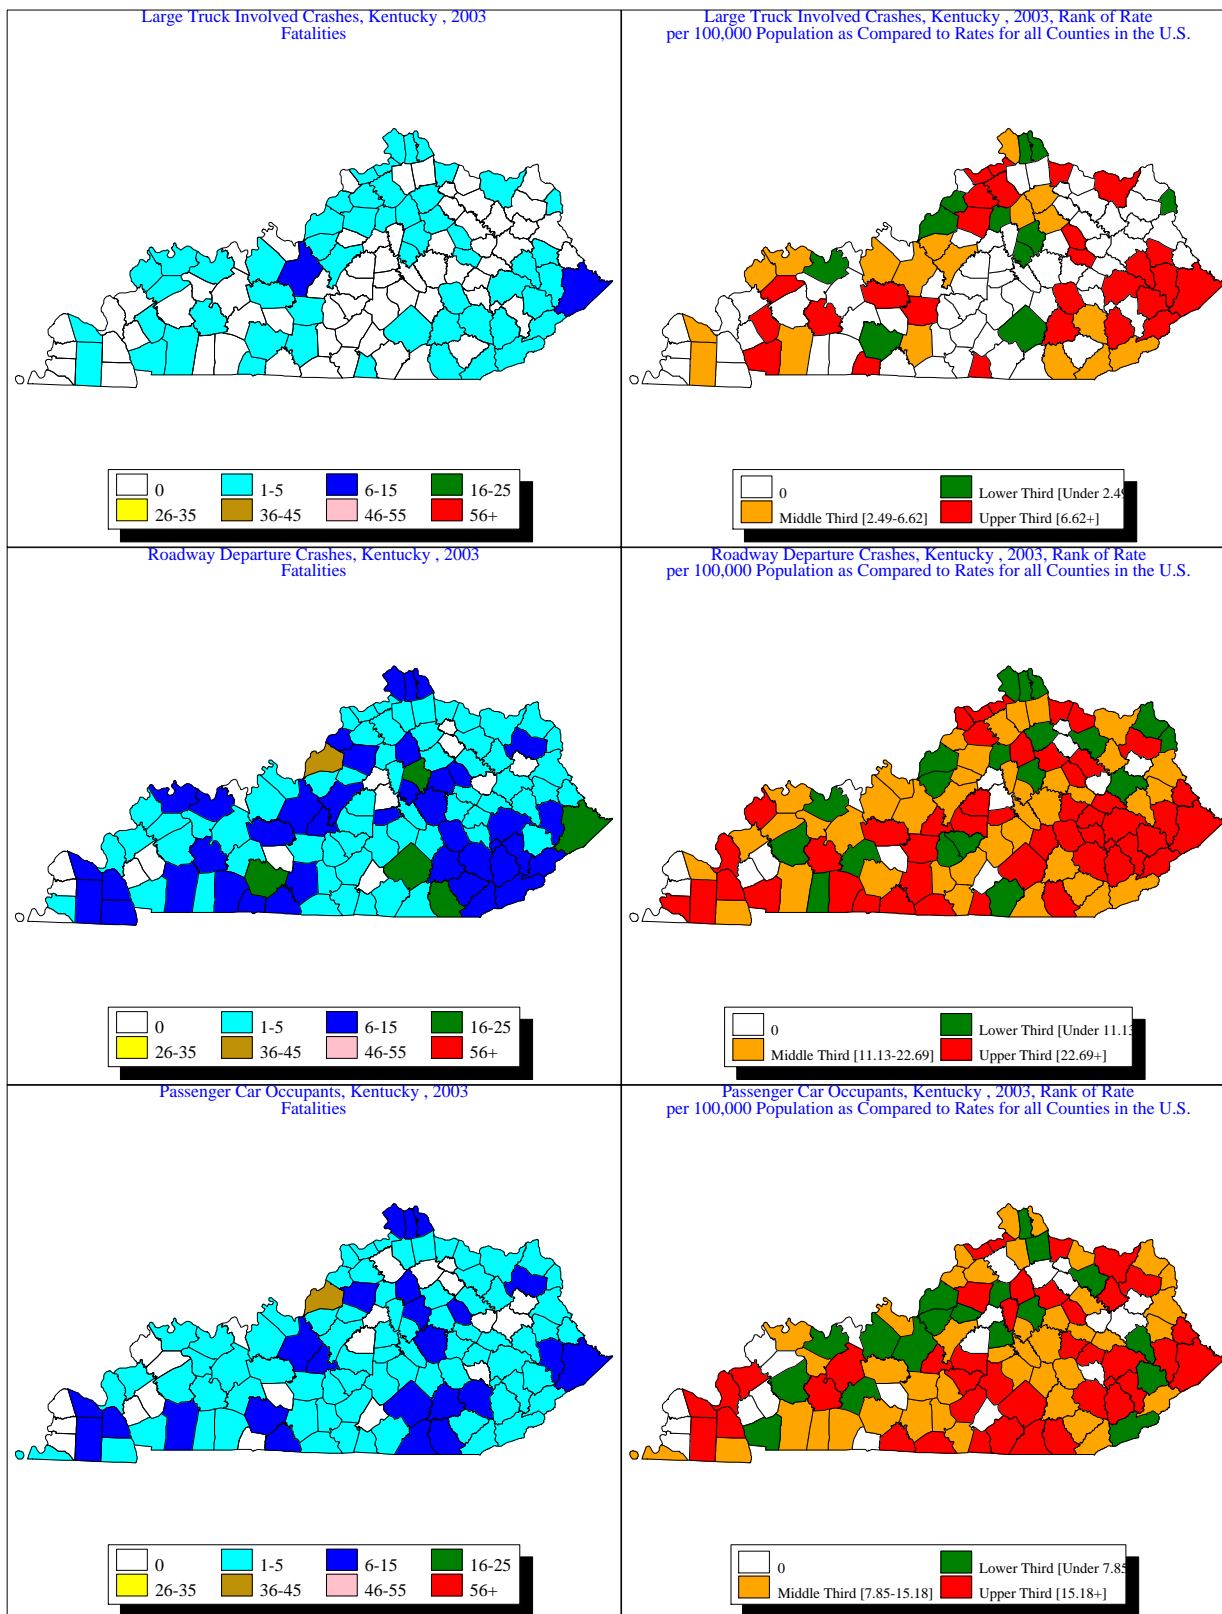 Large Truck Involved Crashes, Kentucky , 2003
Fatalities
0
1-5
6-15
16-25
26-35
36-45
46-55
56+
Large Truck Involved Crashes, Kentucky , 2003, Rank of Rate
per 100,000 Population as Compared to Rates for all Counties in the U.S.
0
Lower Third [Under 2.49
Middle Third [2.49-6.62]
Upper Third [6.62+]
Roadway Departure Crashes, Kentucky , 2003
Fatalities
0
1-5
6-15
16-25
26-35
36-45
46-55
56+
Roadway Departure Crashes, Kentucky , 2003, Rank of Rate
per 100,000 Population as Compared to Rates for all Counties in the U.S.
0
Lower Third [Under 11.13
Middle Third [11.13-22.69]
Upper Third [22.69+]
Passenger Car Occupants, Kentucky , 2003
Fatalities
0
1-5
6-15
16-25
26-35
36-45
46-55
56+
Passenger Car Occupants, Kentucky , 2003, Rank of Rate
per 100,000 Population as Compared to Rates for all Counties in the U.S.
0
Lower Third [Under 7.85
Middle Third [7.85-15.18]
Upper Third [15.18+]